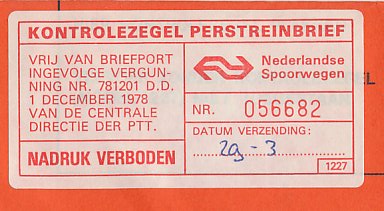 KONTROLEZEGEL PERSTREINBRIEF
VRIJ VAN BRIEFPORT
INGEVOLGE VERGUN-
NING NR. 781201 D.D.
1 DECEMBER 1978
VAN DE CENTRALE
DIRECTIE DER PTT.
NADRUK VERBODEN
Nederlandse
Spoorwegen
NR. 056682
DATUM VERZENDING:
29-3
1227
EL